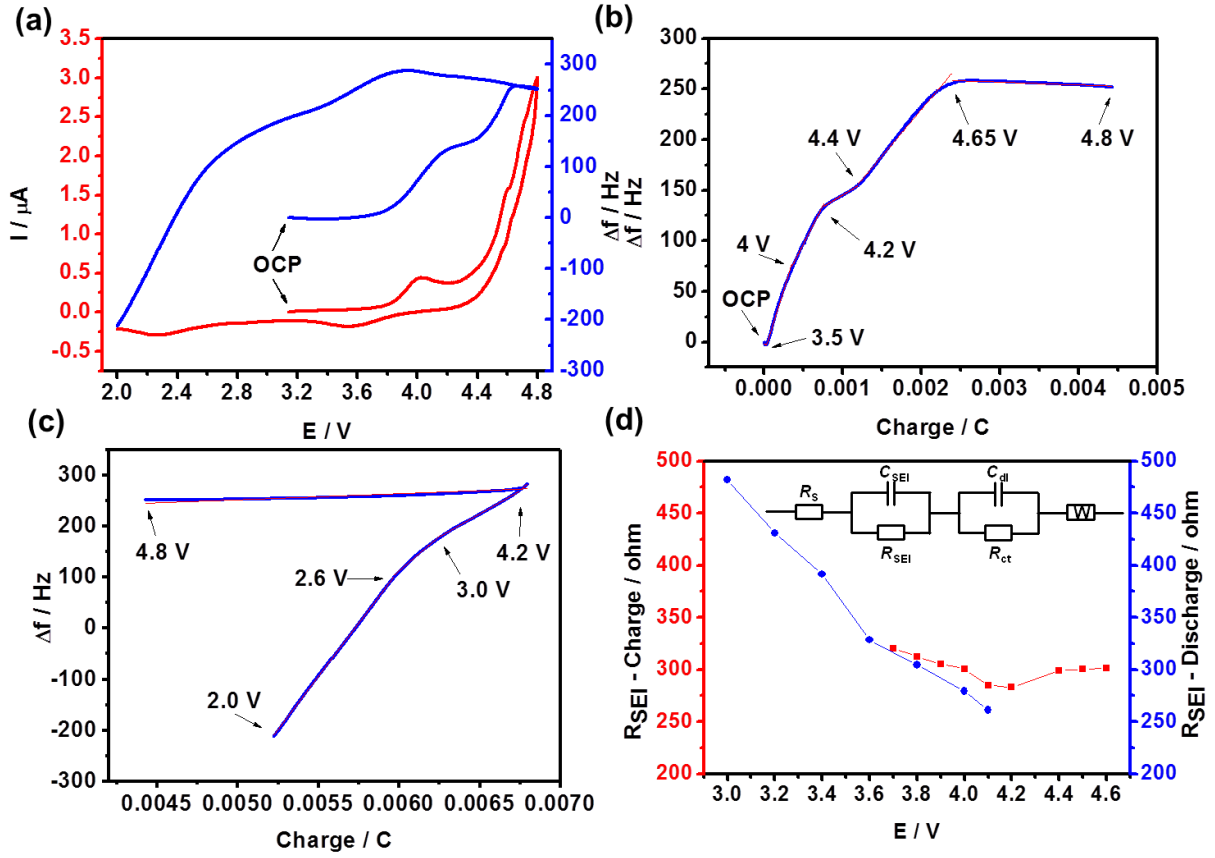 (a)
3.5
3.0
2.5
2.0
1.5
1.0
0.5
0.0
-0.5
I / μA
OCP
300
200
100
0
100
200
300
Δf / Hz
2.0 2.4 2.8 3.2 3.6 4.0 4.4 4.8
E / V
(b)
300
250
200
150
100
50
0
Δf / Hz
4.4 V
4.65 V
4.8 V
4 V
4.2 V
OCP
3.5 V
0.000 0.001 0.002 0.003 0.004 0.005
Charge / C
(c)
300
200
100
0
-100
-200
-300
Δf / Hz
4.8 V
4.2 V
2.6 V
3.0 V
2.0 V
0.0045 0.0050 0.0055 0.0060 0.0065 0.0070
Charge / C
(d)
500
450
400
350
300
250
200
RSEI - Charge / ohm
RS
CSEI
Cdl
W
RSEI
Rct
500
450
400
350
300
250
200
RSEI - Discharge / ohm
3.0 3.2 3.4 3.6 3.8 4.0 4.2 4.4 4.6
E / V